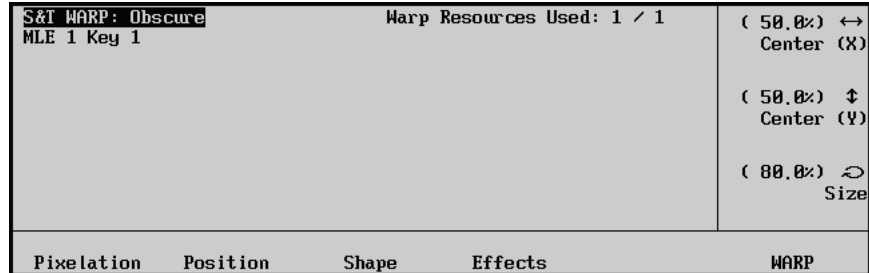 S&T WARP: Obscure Warp Resources Used: 1 / 1
MLE 1 Key 1
( 50.0%) ↔
Center (X)
( 50.0%) ↕
Center (Y)
( 80.0%)
Size
Pixelation Position Shape Effects WARP